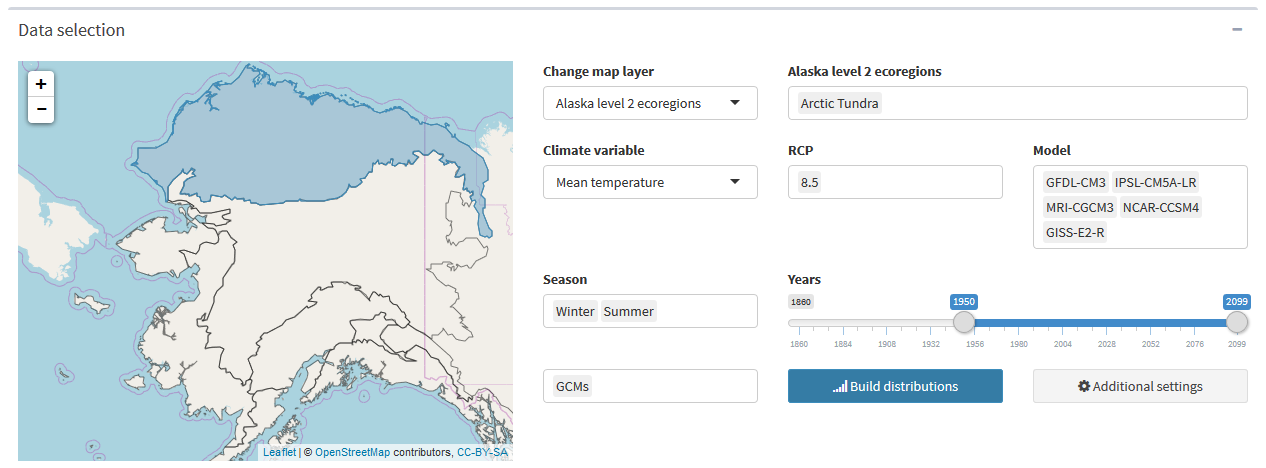 Data selection
−
+
−
Change map layer
Alaska level 2 ecoregions
Alaska level 2 ecoregions
Arctic Tundra
Climate variable
RCP
Model
Mean temperature
8.5
GFDL-CM3 IPSL-CM5A-LR
MRI-CGCM3 NCAR-CCSM4
GISS-E2-R
Season
Years
Winter Summer
1860 1950 2099
1860 1884 1908 1932 1956 1980 2004 2028 2052 2076 2099
GCMs
Build distributions
Additional settings
Leaflet | © OpenStreetMap contributors, CC-BY-SA